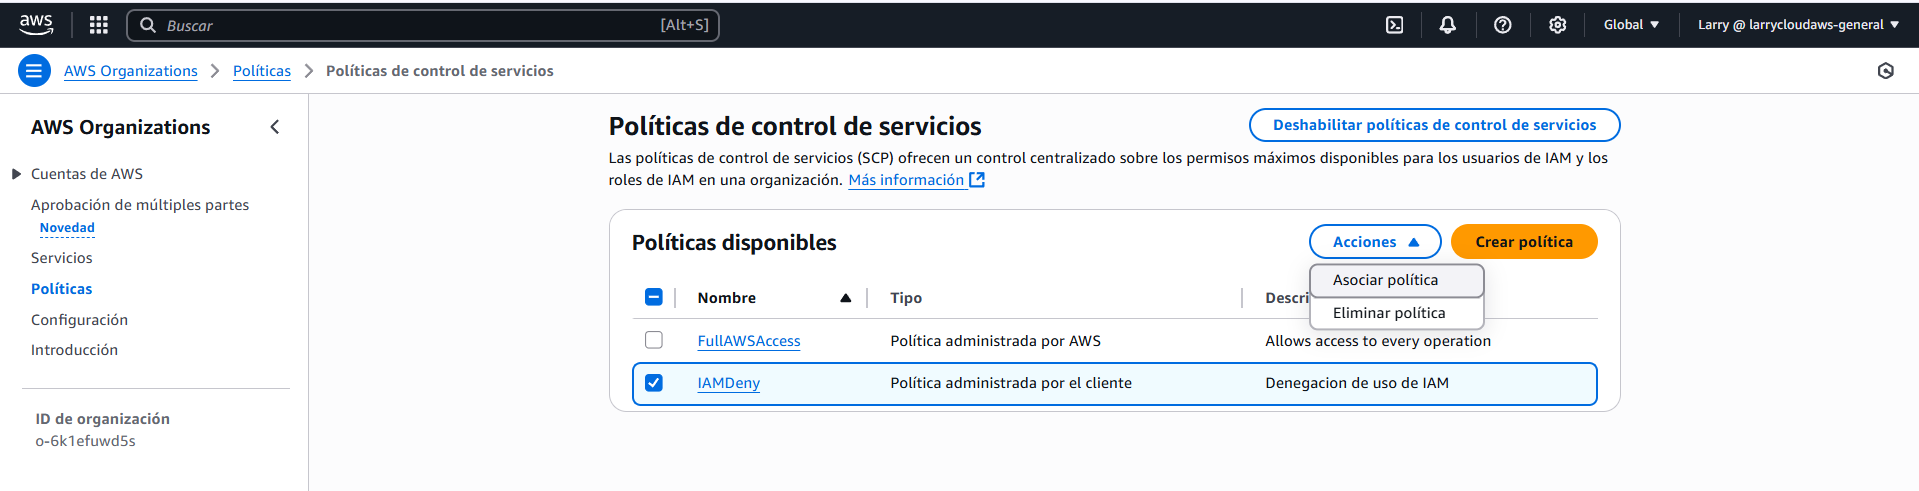 aws
Buscar
[Alt+S]
Global
Larry @ larrycloudaws-general
AWS Organizations
Políticas
Políticas de control de servicios
AWS Organizations
Cuentas de AWS
Aprobación de múltiples partes
Novedad
Servicios
Políticas
Configuración
Introducción
ID de organización
o-6k1efuwd5s
Políticas de control de servicios
Deshabilitar políticas de control de servicios
Las políticas de control de servicios (SCP) ofrecen un control centralizado sobre los permisos máximos disponibles para los usuarios de IAM y los
roles de IAM en una organización. Más información
Políticas disponibles
Acciones
Crear política
Asociar política
Eliminar política
Nombre
Tipo
Descri
FullAWSAccess
Política administrada por AWS
Allows access to every operation
IAMDeny
Política administrada por el cliente
Denegacion de uso de IAM